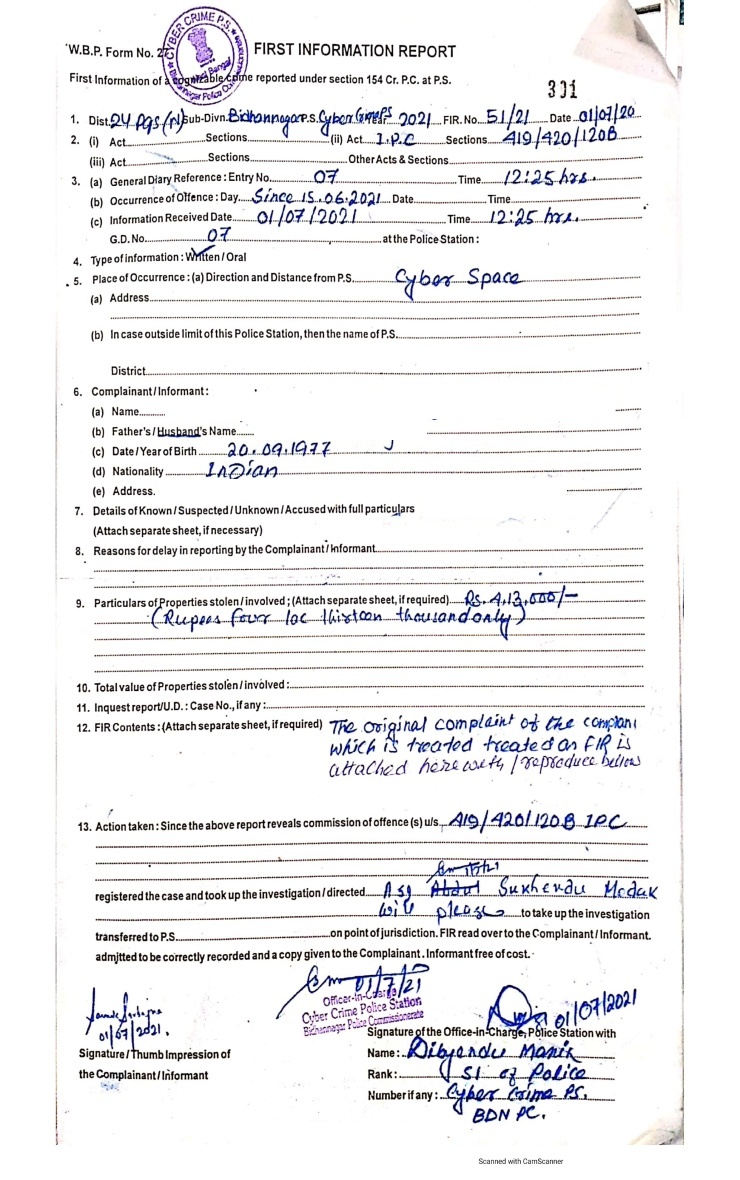 W.B.P. Form No. 27
CYBER CRIME P.S.
FIRST INFORMATION REPORT
First Information of a cognizable crime reported under section 154 Cr. P.C. at P.S.
301
1. Dist. 24 Pgs (N) Sub-Divn. Bidhannagar P.S. Cyber Crime PS Year 2021 FIR. No. 51/21 Date 01/07/20
2. (i) Act Sections (ii) Act I.P.C Sections 419/420/120B
(iii) Act Sections Other Acts & Sections
3. (a) General Diary Reference : Entry No. 07 Time 12:25 hrs.
(b) Occurrence of Offence : Day Since 15.06.2021 Date Time
(c) Information Received Date 01/07/2021 Time 12:25 hrs.
G.D. No. 07 at the Police Station :
4. Type of information : Written / Oral
5. Place of Occurrence : (a) Direction and Distance from P.S. Cyber Space
(a) Address
(b) In case outside limit of this Police Station, then the name of P.S.
District
6. Complainant / Informant :
(a) Name
(b) Father's / Husband's Name
(c) Date / Year of Birth 20.09.1977
(d) Nationality Indian
(e) Address.
7. Details of Known / Suspected / Unknown / Accused with full particulars
(Attach separate sheet, if necessary)
8. Reasons for delay in reporting by the Complainant / Informant
9. Particulars of Properties stolen / involved ; (Attach separate sheet, if required) Rs. 4,13,000/-
(Rupees four lac thirteen thousand only)
10. Total value of Properties stolen / involved :
11. Inquest report / U.D. : Case No., if any :
12. FIR Contents : (Attach separate sheet, if required) The original complaint of the complani
which is treated treated as FIR is
attached herewith / reproduce bellow
13. Action taken : Since the above report reveals commission of offence (s) u/s. 419/420/120B IPC
registered the case and took up the investigation / directed ASI Abdul Sukhendu Modak
will please to take up the investigation
transferred to P.S. on point of jurisdiction. FIR read over to the Complainant / Informant.
admitted to be correctly recorded and a copy given to the Complainant. Informant free of cost.
01/7/21
Officer-in-Charge
Cyber Crime Police Station
Bidhannagar Police Commissionerate
01/07/2021.
01/07/2021
Signature / Thumb Impression of
the Complainant / Informant
Signature of the Office-in-Charge, Police Station with
Name : Dibyendu Manik
Rank : SI of Police
Number if any : Cyber Crime PS.
BDN PC.
Scanned with CamScanner